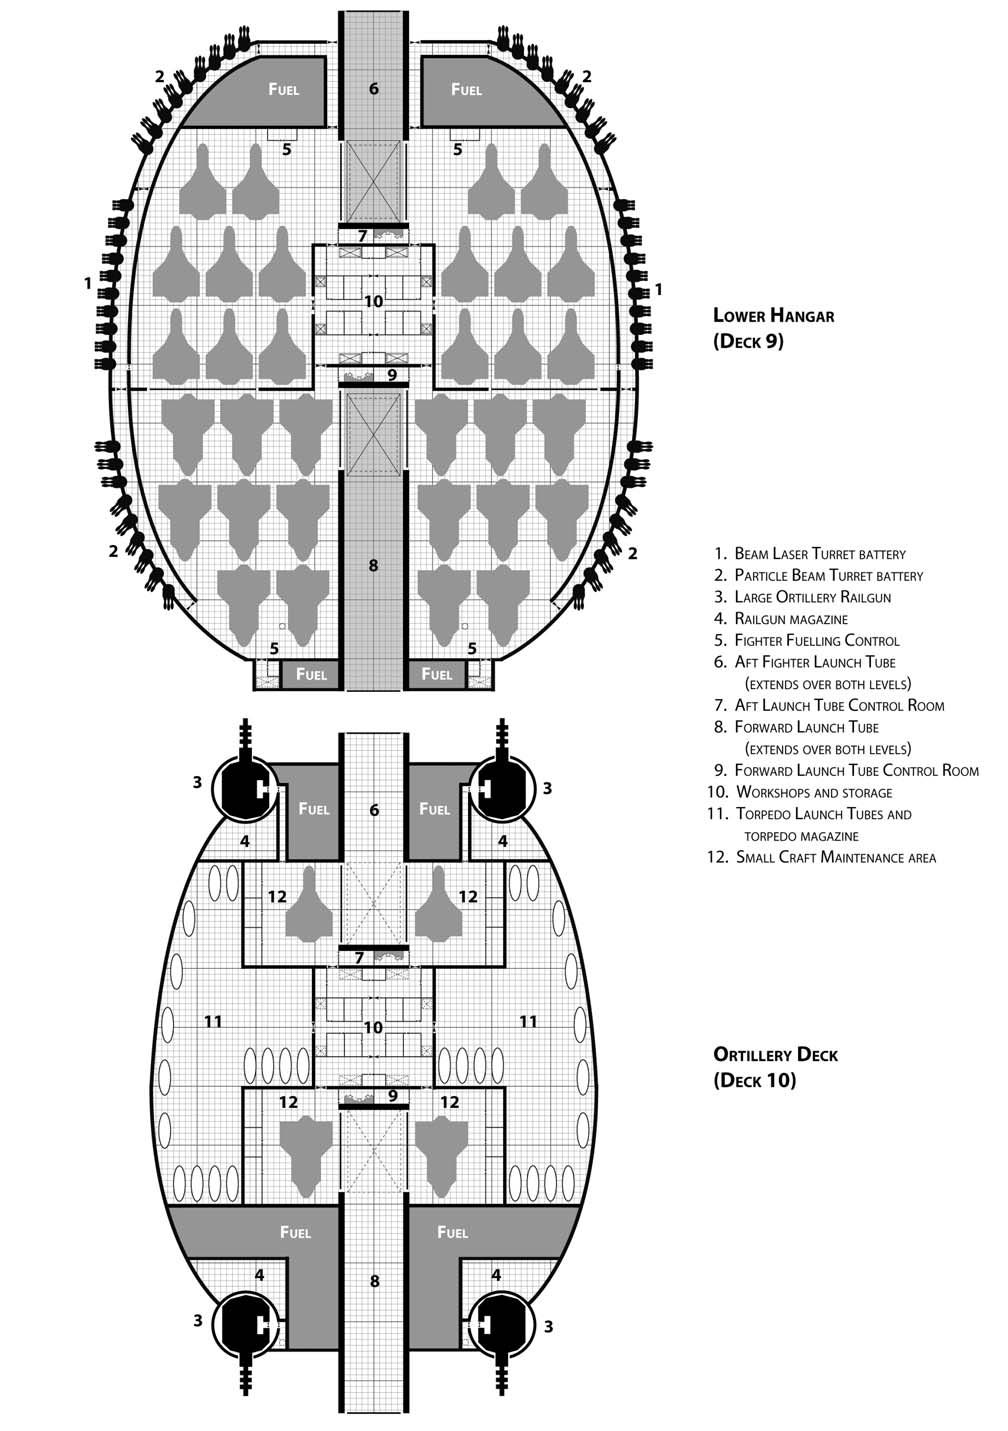 Fuel
6
Fuel
2
2
5
5
7
1
10
1
9
2
8
2
5
5
Fuel
Fuel
Lower Hangar
(Deck 9)
1. Beam Laser Turret battery
2. Particle Beam Turret battery
3. Large Ortillery Railgun
4. Railgun magazine
5. Fighter Fuelling Control
6. Aft Fighter Launch Tube
(extends over both levels)
7. Aft Launch Tube Control Room
8. Forward Launch Tube
(extends over both levels)
9. Forward Launch Tube Control Room
10. Workshops and storage
11. Torpedo Launch Tubes and
torpedo magazine
12. Small Craft Maintenance area
3
3
Fuel
6
Fuel
4
4
12
12
7
11
10
11
12
9
12
Fuel
Fuel
4
8
4
3
3
Ortillery Deck
(Deck 10)